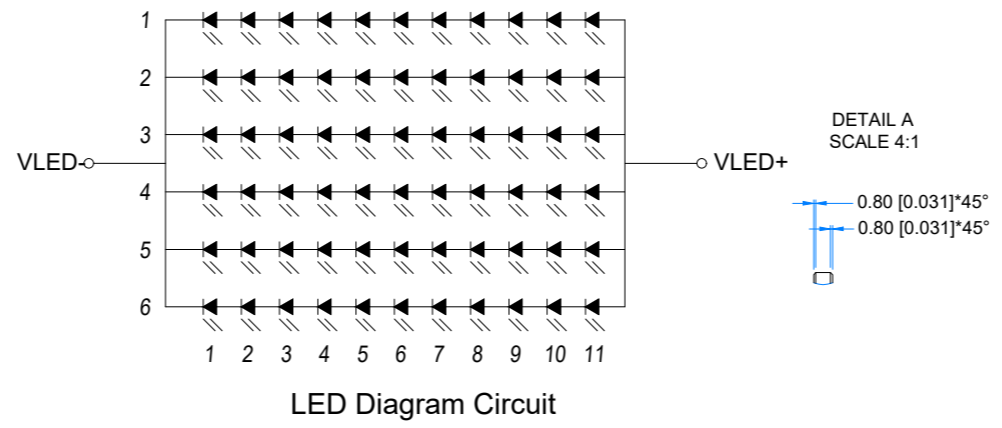 1
2
3
4
5
6
VLED-
VLED+
1 2 3 4 5 6 7 8 9 10 11
LED Diagram Circuit
DETAIL A
SCALE 4:1
0.80 [0.031]*45°
0.80 [0.031]*45°